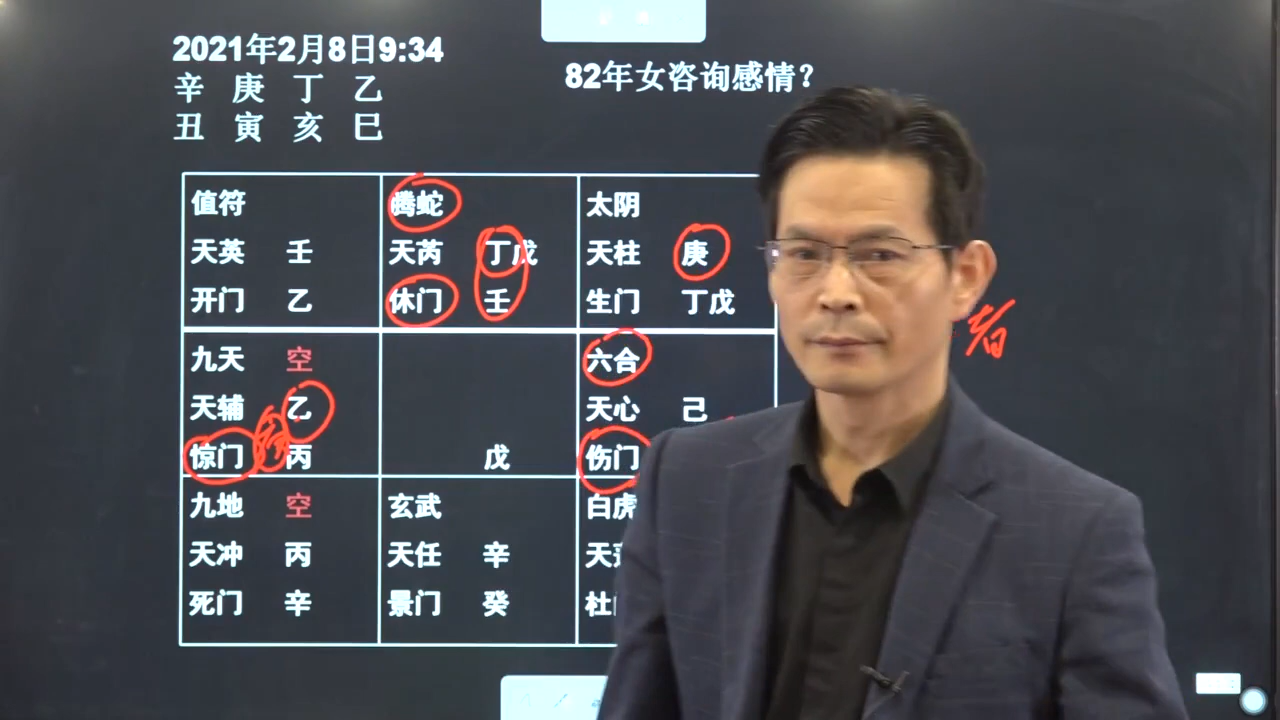 2021年2月8日9:34
82年女咨询感情?
辛 庚 丁 乙
丑 寅 亥 巳
值符 腾蛇 太阴
天英 壬 天芮 丁戊 天柱 庚
开门 乙 休门 壬 生门 丁戊
者
九天 空 六合
天辅 乙 天心 己
惊门 丙 戊 伤门
九地 空 玄武 白虎
天冲 丙 天任 辛 天
死门 辛 景门 癸 杜